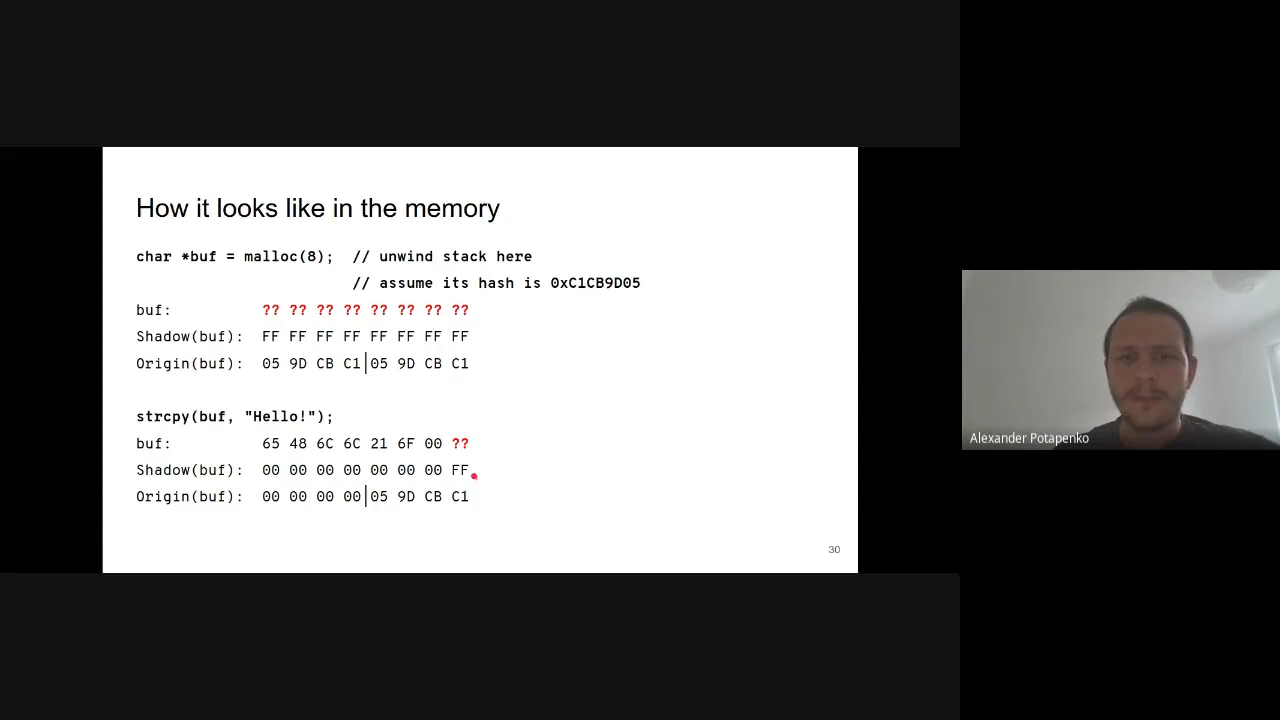 How it looks like in the memory
char *buf = malloc(8);  // unwind stack here
// assume its hash is 0xC1CB9D05
buf: ?? ?? ?? ?? ?? ?? ?? ??
Shadow(buf): FF FF FF FF FF FF FF FF
Origin(buf): 05 9D CB C1|05 9D CB C1
strcpy(buf, "Hello!");
buf: 65 48 6C 6C 21 6F 00 ??
Shadow(buf): 00 00 00 00 00 00 00 FF
Origin(buf): 00 00 00 00|05 9D CB C1
30
Alexander Potapenko